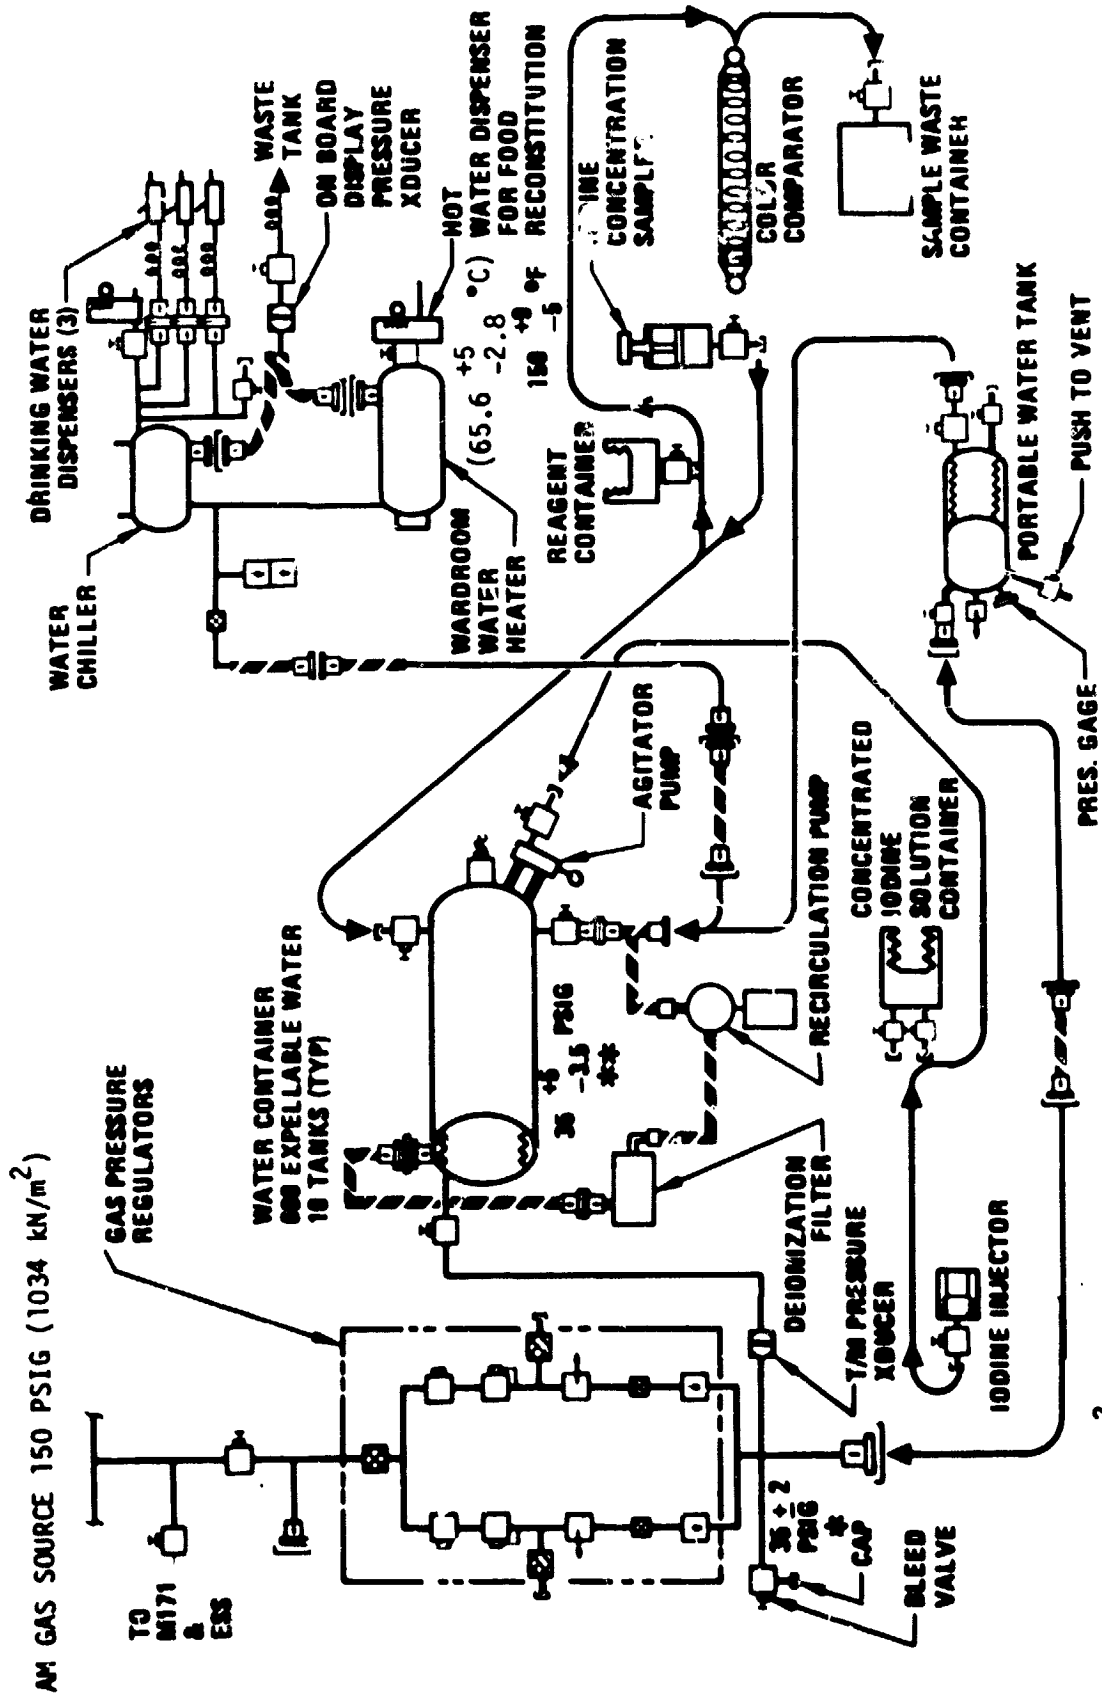 AM GAS SOURCE 150 PSIG (1034 kN/m2)
TO
M171
&
ESS
GAS PRESSURE
REGULATORS
36 ± 2
PSIG
*
CAP
BLEED
VALVE
WATER CONTAINER
EXPELLABLE WATER
10 TANKS (TYP)
+5
-3.5
PSIG
**
DEIONIZATION
FILTER
T/M PRESSURE
XDUCER
IODINE INJECTOR
AGITATOR
PUMP
RECIRCULATION PUMP
CONCENTRATED
IODINE
SOLUTION
CONTAINER
WATER
CHILLER
DRINKING WATER
DISPENSERS (3)
WASTE
TANK
ON BOARD
DISPLAY
PRESSURE
XDUCER
HOT
WATER DISPENSER
FOR FOOD
RECONSTITUTION
WARDROOM
WATER
HEATER
(65.6 +5 -2.8 °C)
150 +9 -5 °F
REAGENT
CONTAINER
CONCENTRATION
COLOR
COMPARATOR
SAMPLE WASTE
CONTAINER
PORTABLE WATER TANK
PUSH TO VENT
PRES. GAGE